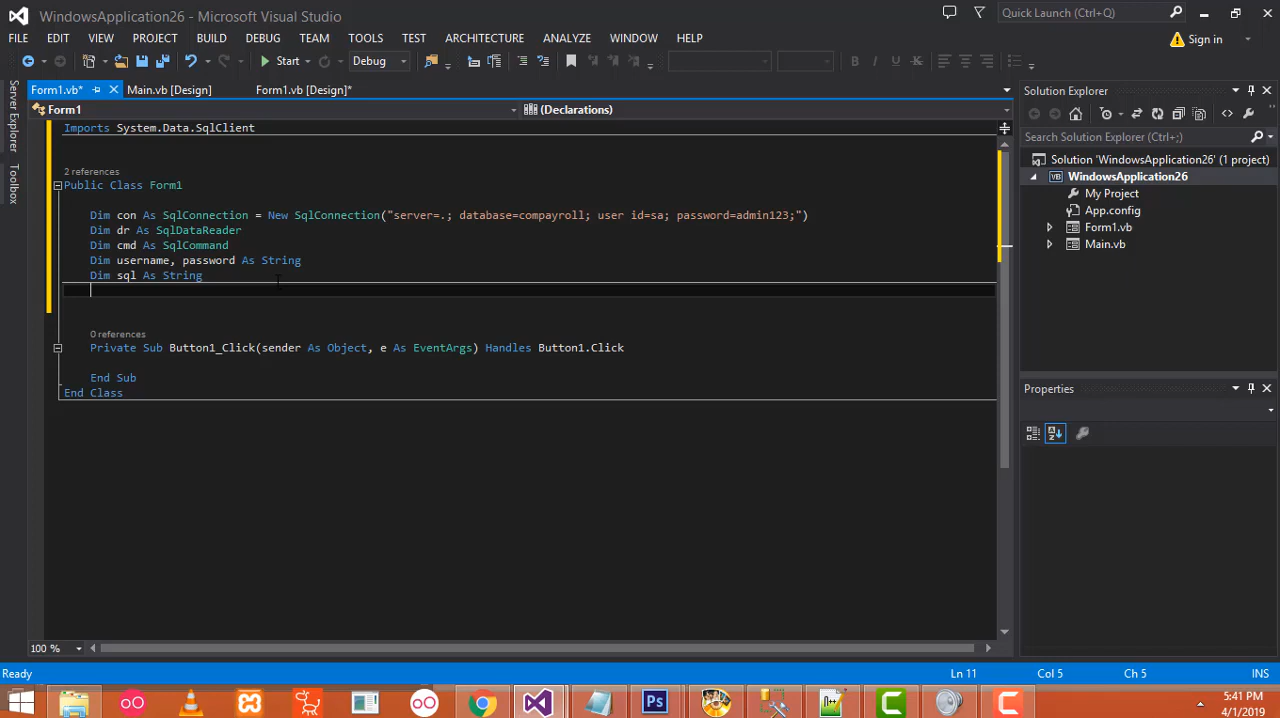 WindowsApplication26 - Microsoft Visual Studio
Quick Launch (Ctrl+Q)
FILE EDIT VIEW PROJECT BUILD DEBUG TEAM TOOLS TEST ARCHITECTURE ANALYZE WINDOW HELP
Sign in
Start Debug
Form1.vb* Main.vb [Design] Form1.vb [Design]*
Form1 (Declarations)
Server Explorer
Toolbox
Imports System.Data.SqlClient
2 references
Public Class Form1
Dim con As SqlConnection = New SqlConnection("server=.; database=compayroll; user id=sa; password=admin123;")
Dim dr As SqlDataReader
Dim cmd As SqlCommand
Dim username, password As String
Dim sql As String
0 references
Private Sub Button1_Click(sender As Object, e As EventArgs) Handles Button1.Click
End Sub
End Class
100 %
Solution Explorer
Search Solution Explorer (Ctrl+;)
Solution 'WindowsApplication26' (1 project)
WindowsApplication26
My Project
App.config
Form1.vb
Main.vb
Properties
Ready Ln 11 Col 5 Ch 5 INS
5:41 PM
4/1/2019